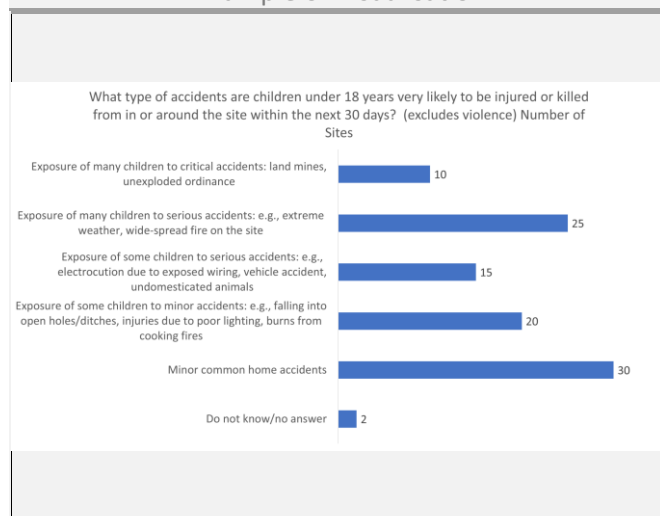 What type of accidents are children under 18 years very likely to be injured or killed
from in or around the site within the next 30 days?  (excludes violence) Number of
Sites
Exposure of many children to critical accidents: land mines,
unexploded ordinance
10
Exposure of many children to serious accidents: e.g., extreme
weather, wide-spread fire on the site
25
Exposure of some children to serious accidents: e.g.,
electrocution due to exposed wiring, vehicle accident,
undomesticated animals
15
Exposure of some children to minor accidents: e.g., falling into
open holes/ditches, injuries due to poor lighting, burns from
cooking fires
20
Minor common home accidents
30
Do not know/no answer
2